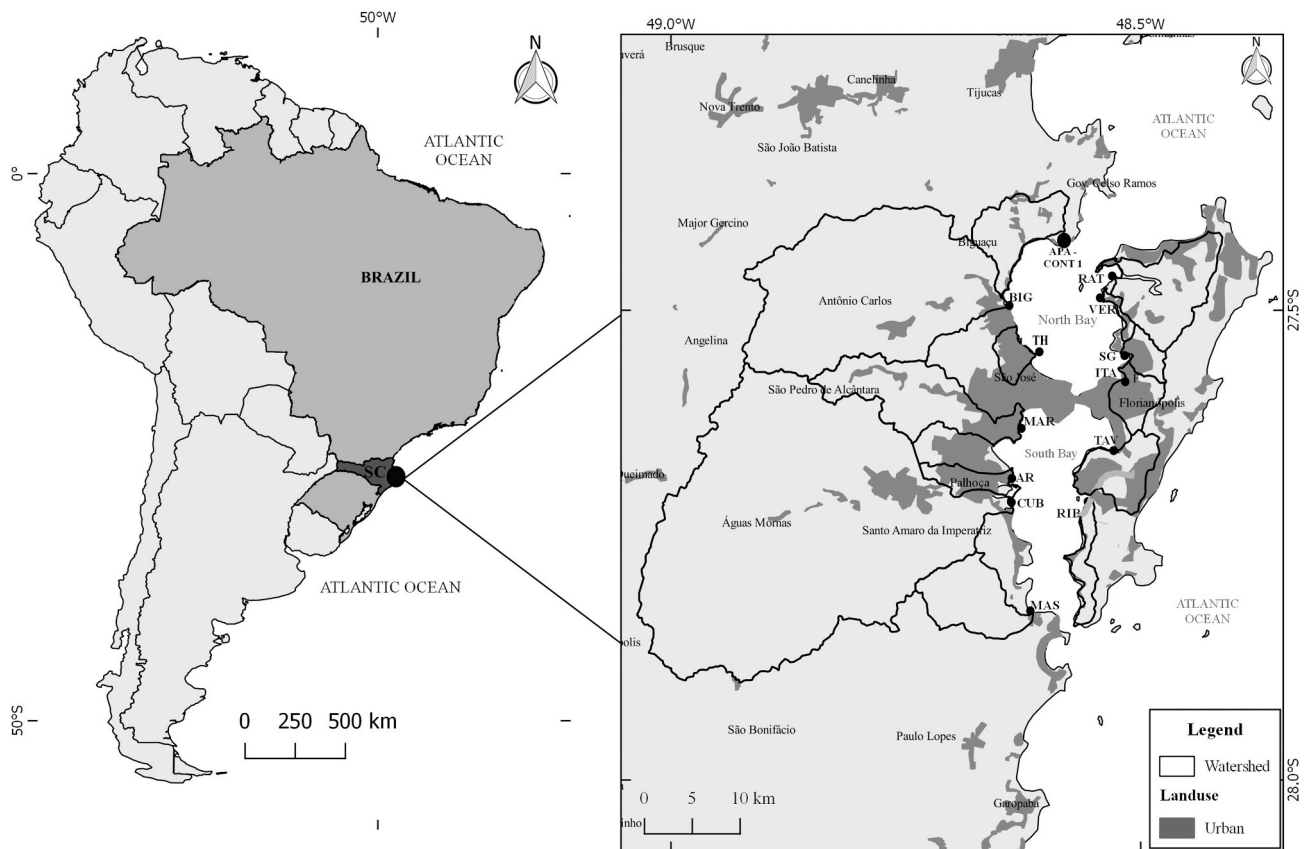 50°W
N
ATLANTIC
OCEAN
0°
BRAZIL
SC
ATLANTIC OCEAN
0 250 500 km
50°S
49.0°W
48.5°W
Brusque
uverá
Canelinha
Tijucas
Nova Trento
São João Batista
N
ATLANTIC
OCEAN
Gov. Celso Ramos
Major Gercino
Biguaçu
APA -
CONT 1
RAT
Antônio Carlos
BIG
VER
North Bay
27.5°S
Angelina
TH
SG
ITA
São José
São Pedro de Alcântara
Florianópolis
MAR
TAV
South Bay
Queimado
AR
Palhoça
CUB
RIB
Águas Mornas
Santo Amaro da Imperatriz
MAS
ATLANTIC
OCEAN
polis
São Bonifácio
Paulo Lopes
Garopaba
0 5 10 km
inho
28.0°S
Legend
Watershed
Landuse
Urban